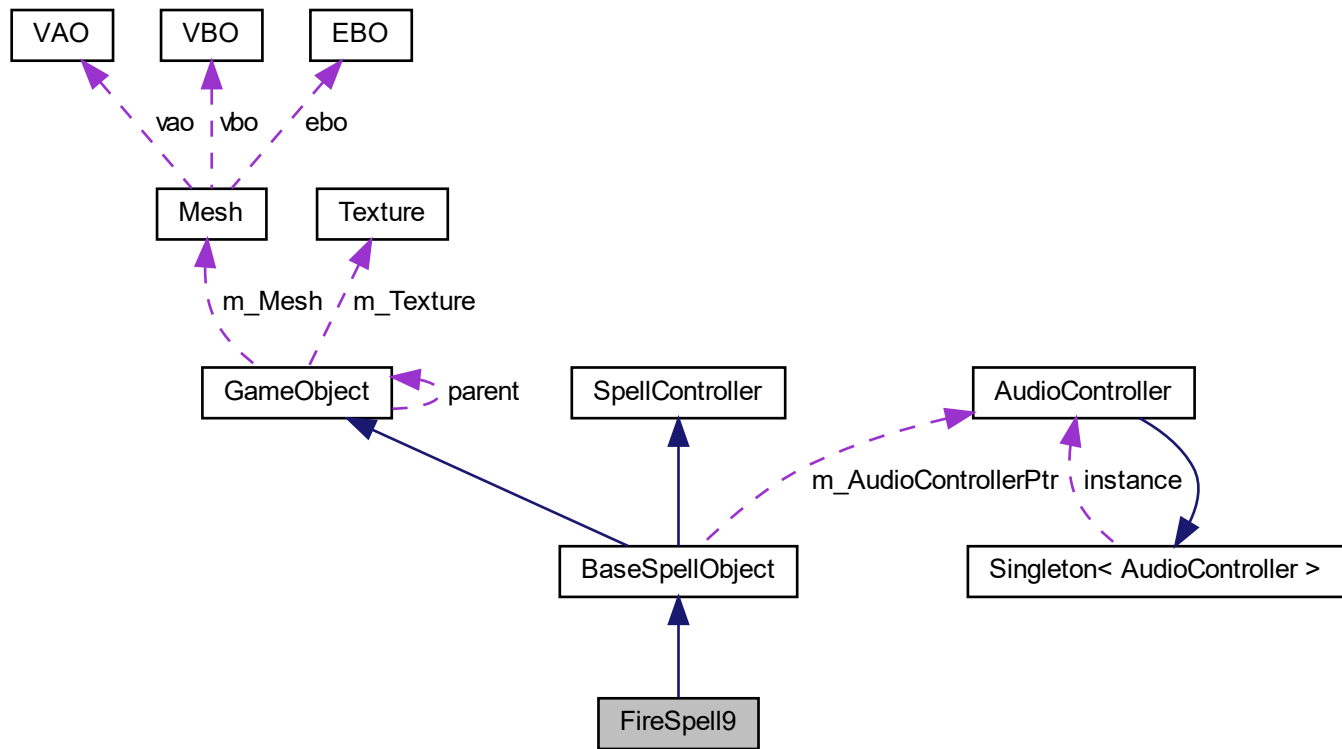 VAO
VBO
EBO
vao
vbo
ebo
Mesh
Texture
m_Mesh
m_Texture
GameObject
parent
SpellController
AudioController
m_AudioControllerPtr
instance
BaseSpellObject
Singleton< AudioController >
FireSpell9